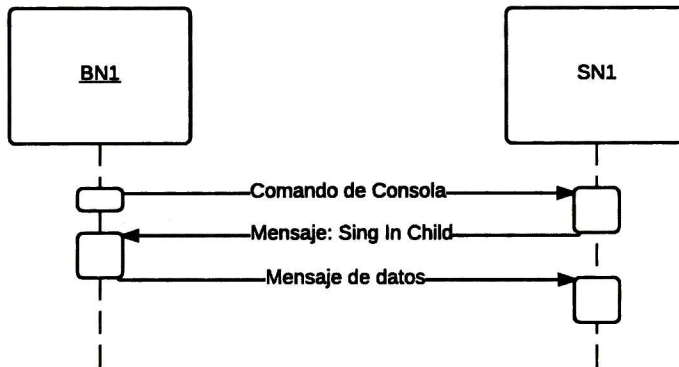 BN1
SN1
Comando de Consola
Mensaje: Sing In Child
Mensaje de datos